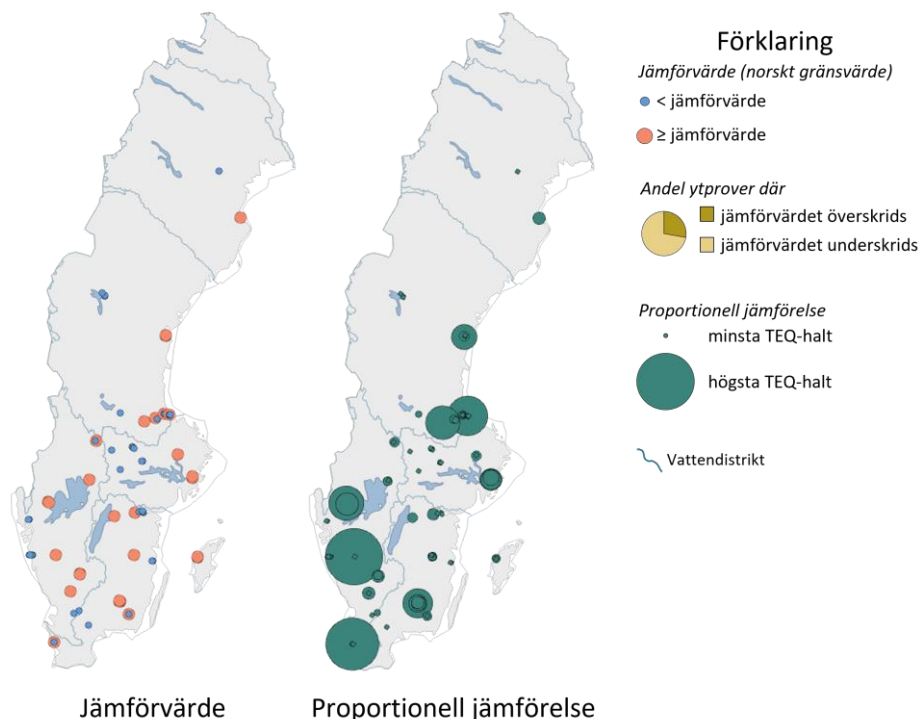 Förklaring
Jämförvärde (norskt gränsvärde)
< jämförvärde
≥ jämförvärde
Andel ytprover där
jämförvärdet överskrids
jämförvärdet underskrids
Proportionell jämförelse
minsta TEQ-halt
högsta TEQ-halt
Vattendistrikt
Jämförvärde
Proportionell jämförelse